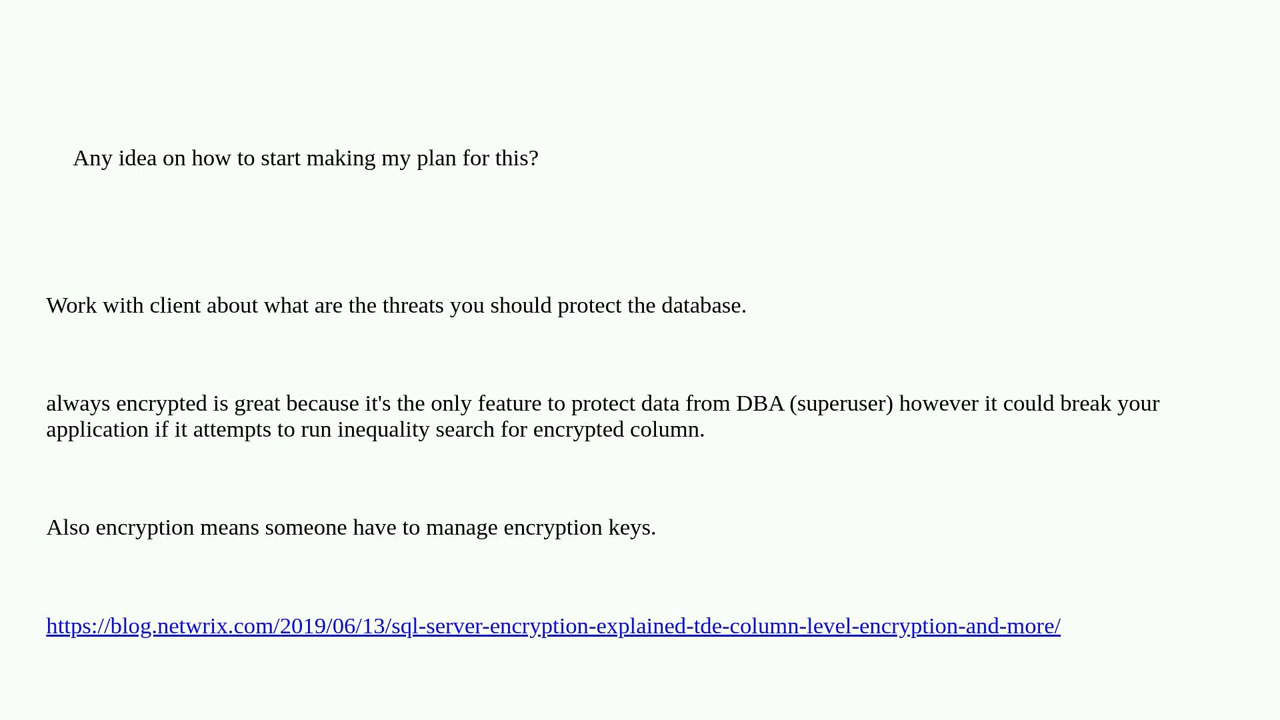 Any idea on how to start making my plan for this?
Work with client about what are the threats you should protect the database.
always encrypted is great because it's the only feature to protect data from DBA (superuser) however it could break your
application if it attempts to run inequality search for encrypted column.
Also encryption means someone have to manage encryption keys.
https://blog.netwrix.com/2019/06/13/sql-server-encryption-explained-tde-column-level-encryption-and-more/